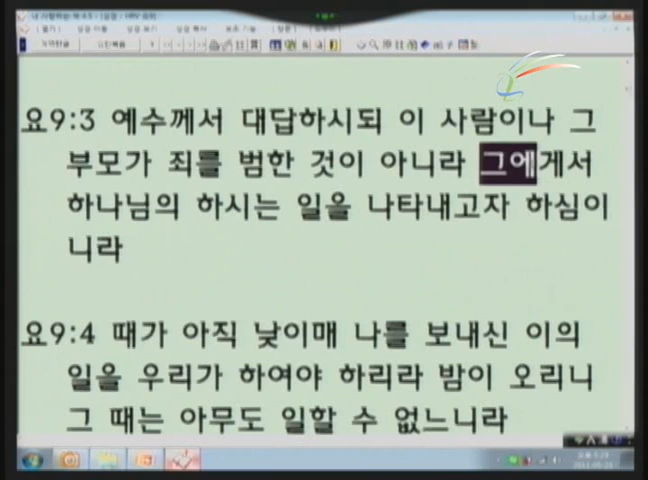 요9:3 예수께서 대답하시되 이 사람이나 그
부모가 죄를 범한 것이 아니라 그에게서
하나님의 하시는 일을 나타내고자 하심이
니라
요9:4 때가 아직 낮이매 나를 보내신 이의
일을 우리가 하여야 하리라 밤이 오리니
그 때는 아무도 일할 수 없느니라